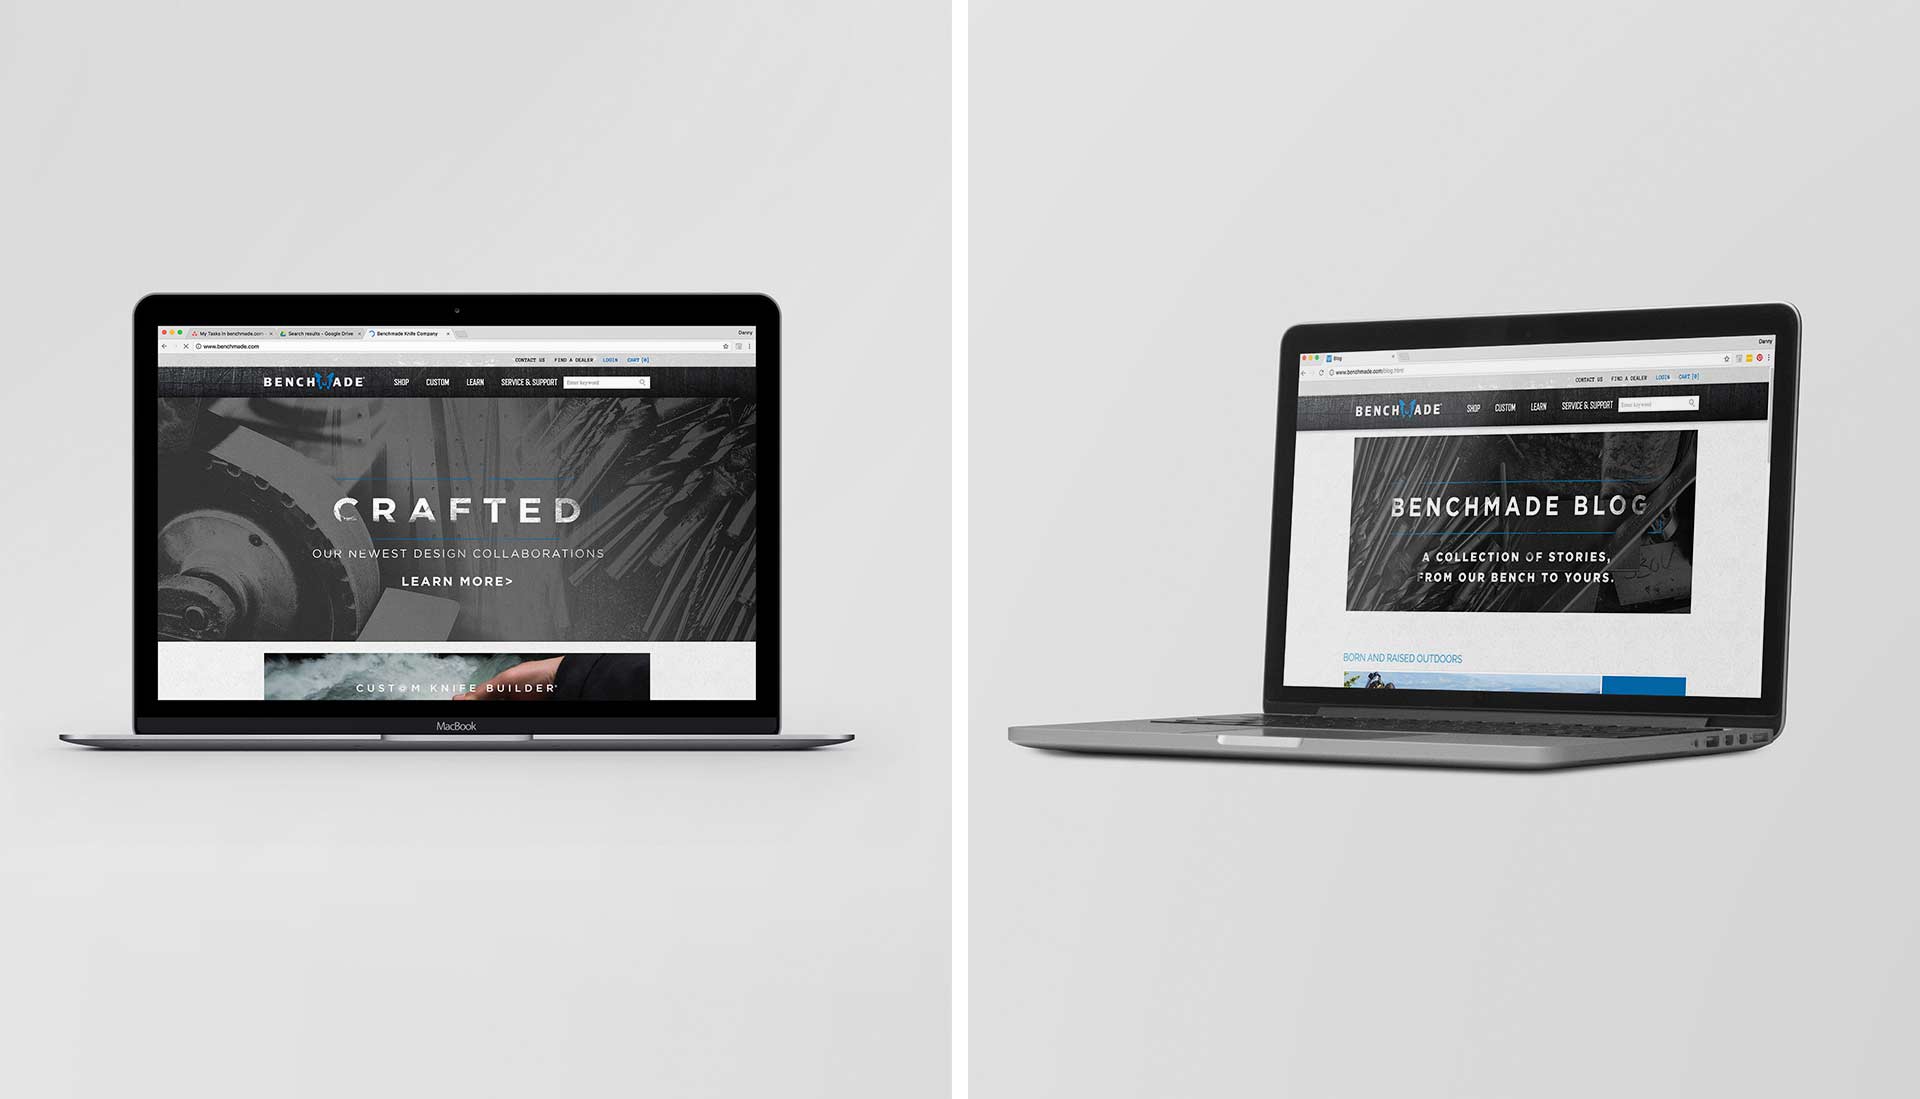 My Tasks in benchmade.com -
Search results - Google Drive
Benchmade Knife Company
Danny
www.benchmade.com
CONTACT US
FIND A DEALER
LOGIN
CART [0]
BENCHMADE
SHOP
CUSTOM
LEARN
SERVICE & SUPPORT
Enter keyword
CRAFTED
OUR NEWEST DESIGN COLLABORATIONS
LEARN MORE>
CUSTOM KNIFE BUILDER®
MacBook
Blog
Danny
www.benchmade.com/blog.html
CONTACT US
FIND A DEALER
LOGIN
CART [0]
BENCHMADE
SHOP
CUSTOM
LEARN
SERVICE & SUPPORT
Enter keyword
BENCHMADE BLOG
A COLLECTION OF STORIES,
FROM OUR BENCH TO YOURS.
BORN AND RAISED OUTDOORS